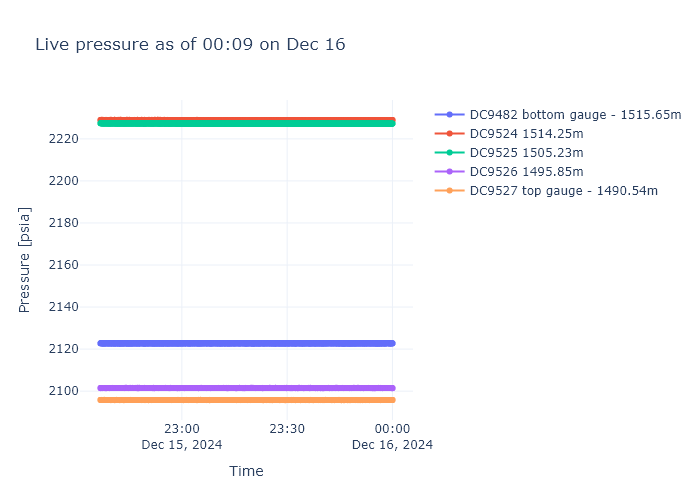 Live pressure as of 00:09 on Dec 16
DC9482 bottom gauge - 1515.65m
DC9524 1514.25m
DC9525 1505.23m
DC9526 1495.85m
DC9527 top gauge - 1490.54m
Pressure [psia]
2220
2200
2180
2160
2140
2120
2100
23:00
Dec 15, 2024
23:30
00:00
Dec 16, 2024
Time